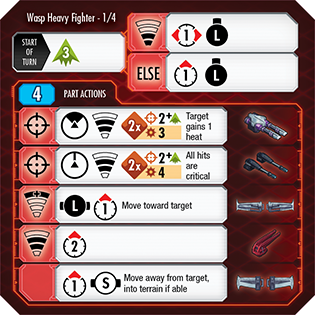 Wasp Heavy Fighter - 1/4
START OF TURN
3
1 L
ELSE 1 L
4 PART ACTIONS
2x 2+ 3 Target gains 1 heat
2x 2+ 4 All hits are critical
L 1 Move toward target
2
1 S Move away from target, into terrain if able